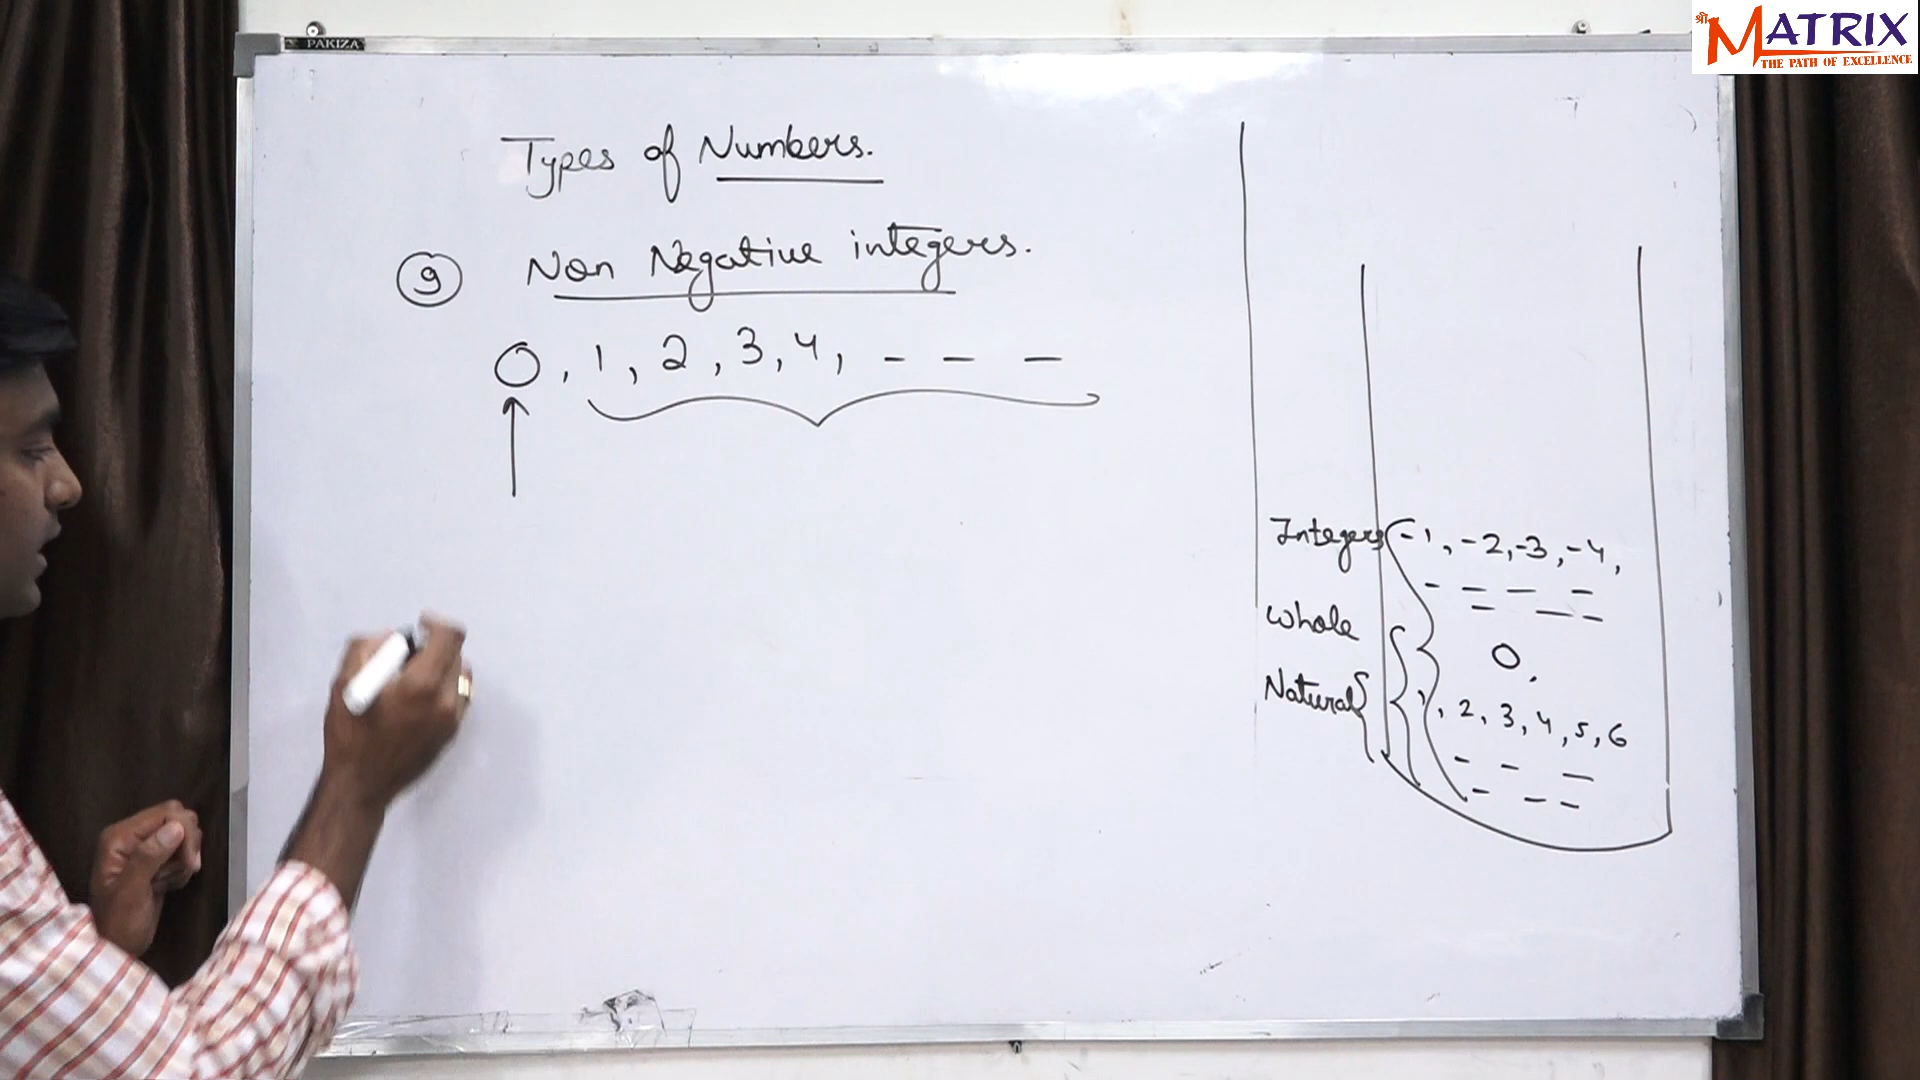 श्री MATRIX
THE PATH OF EXCELLENCE
PAKIZA
Types of Numbers.
9 Non Negative integers.
0, 1, 2, 3, 4, - - -
Integers -1, -2, -3, -4,
- - - -
- - -
Whole 0,
Natural 1, 2, 3, 4, 5, 6
- - -
- - -